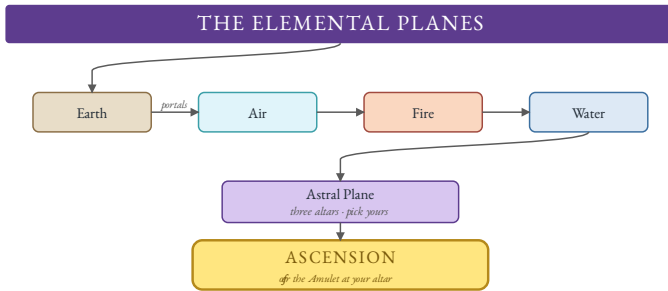 THE ELEMENTAL PLANES
Earth
portals
Air
Fire
Water
Astral Plane
three altars · pick yours
ASCENSION
the Amulet at your altar